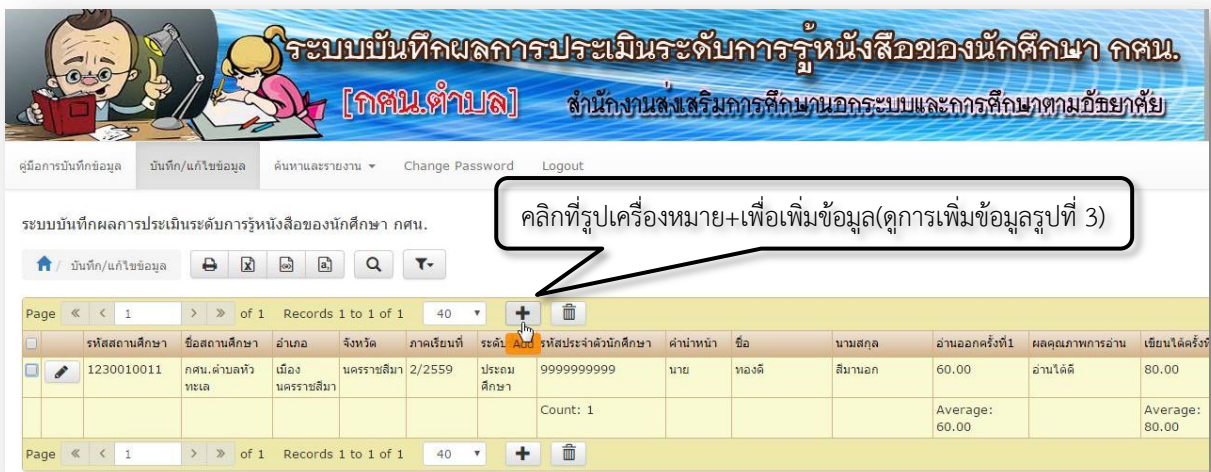 ระบบบันทึกผลการประเมินระดับการรู้หนังสือของนักศึกษา กศน.
[กศน.ตำบล] สำนักงานส่งเสริมการศึกษานอกระบบและการศึกษาตามอัธยาศัย
คู่มือการบันทึกข้อมูล บันทึก/แก้ไขข้อมูล ค้นหาและรายงาน Change Password Logout
คลิกที่รูปเครื่องหมาย+เพื่อเพิ่มข้อมูล(ดูการเพิ่มข้อมูลรูปที่ 3)
ระบบบันทึกผลการประเมินระดับการรู้หนังสือของนักศึกษา กศน.
/ บันทึก/แก้ไขข้อมูล
Page 1 of 1 Records 1 to 1 of 1 40
รหัสสถานศึกษา ชื่อสถานศึกษา อำเภอ จังหวัด ภาคเรียนที่ ระดับ Add รหัสประจำตัวนักศึกษา คำนำหน้า ชื่อ นามสกุล อ่านออกครั้งที่1 ผลคุณภาพการอ่าน เขียนได้ครั้งที่
1230010011 กศน.ตำบลหัว เมือง นครราชสีมา 2/2559 ประถม 9999999999 นาย ทองดี สีมานอก 60.00 อ่านได้ดี 80.00
ทะเล นครราชสีมา ศึกษา
Count: 1 Average: Average:
60.00 80.00
Page 1 of 1 Records 1 to 1 of 1 40